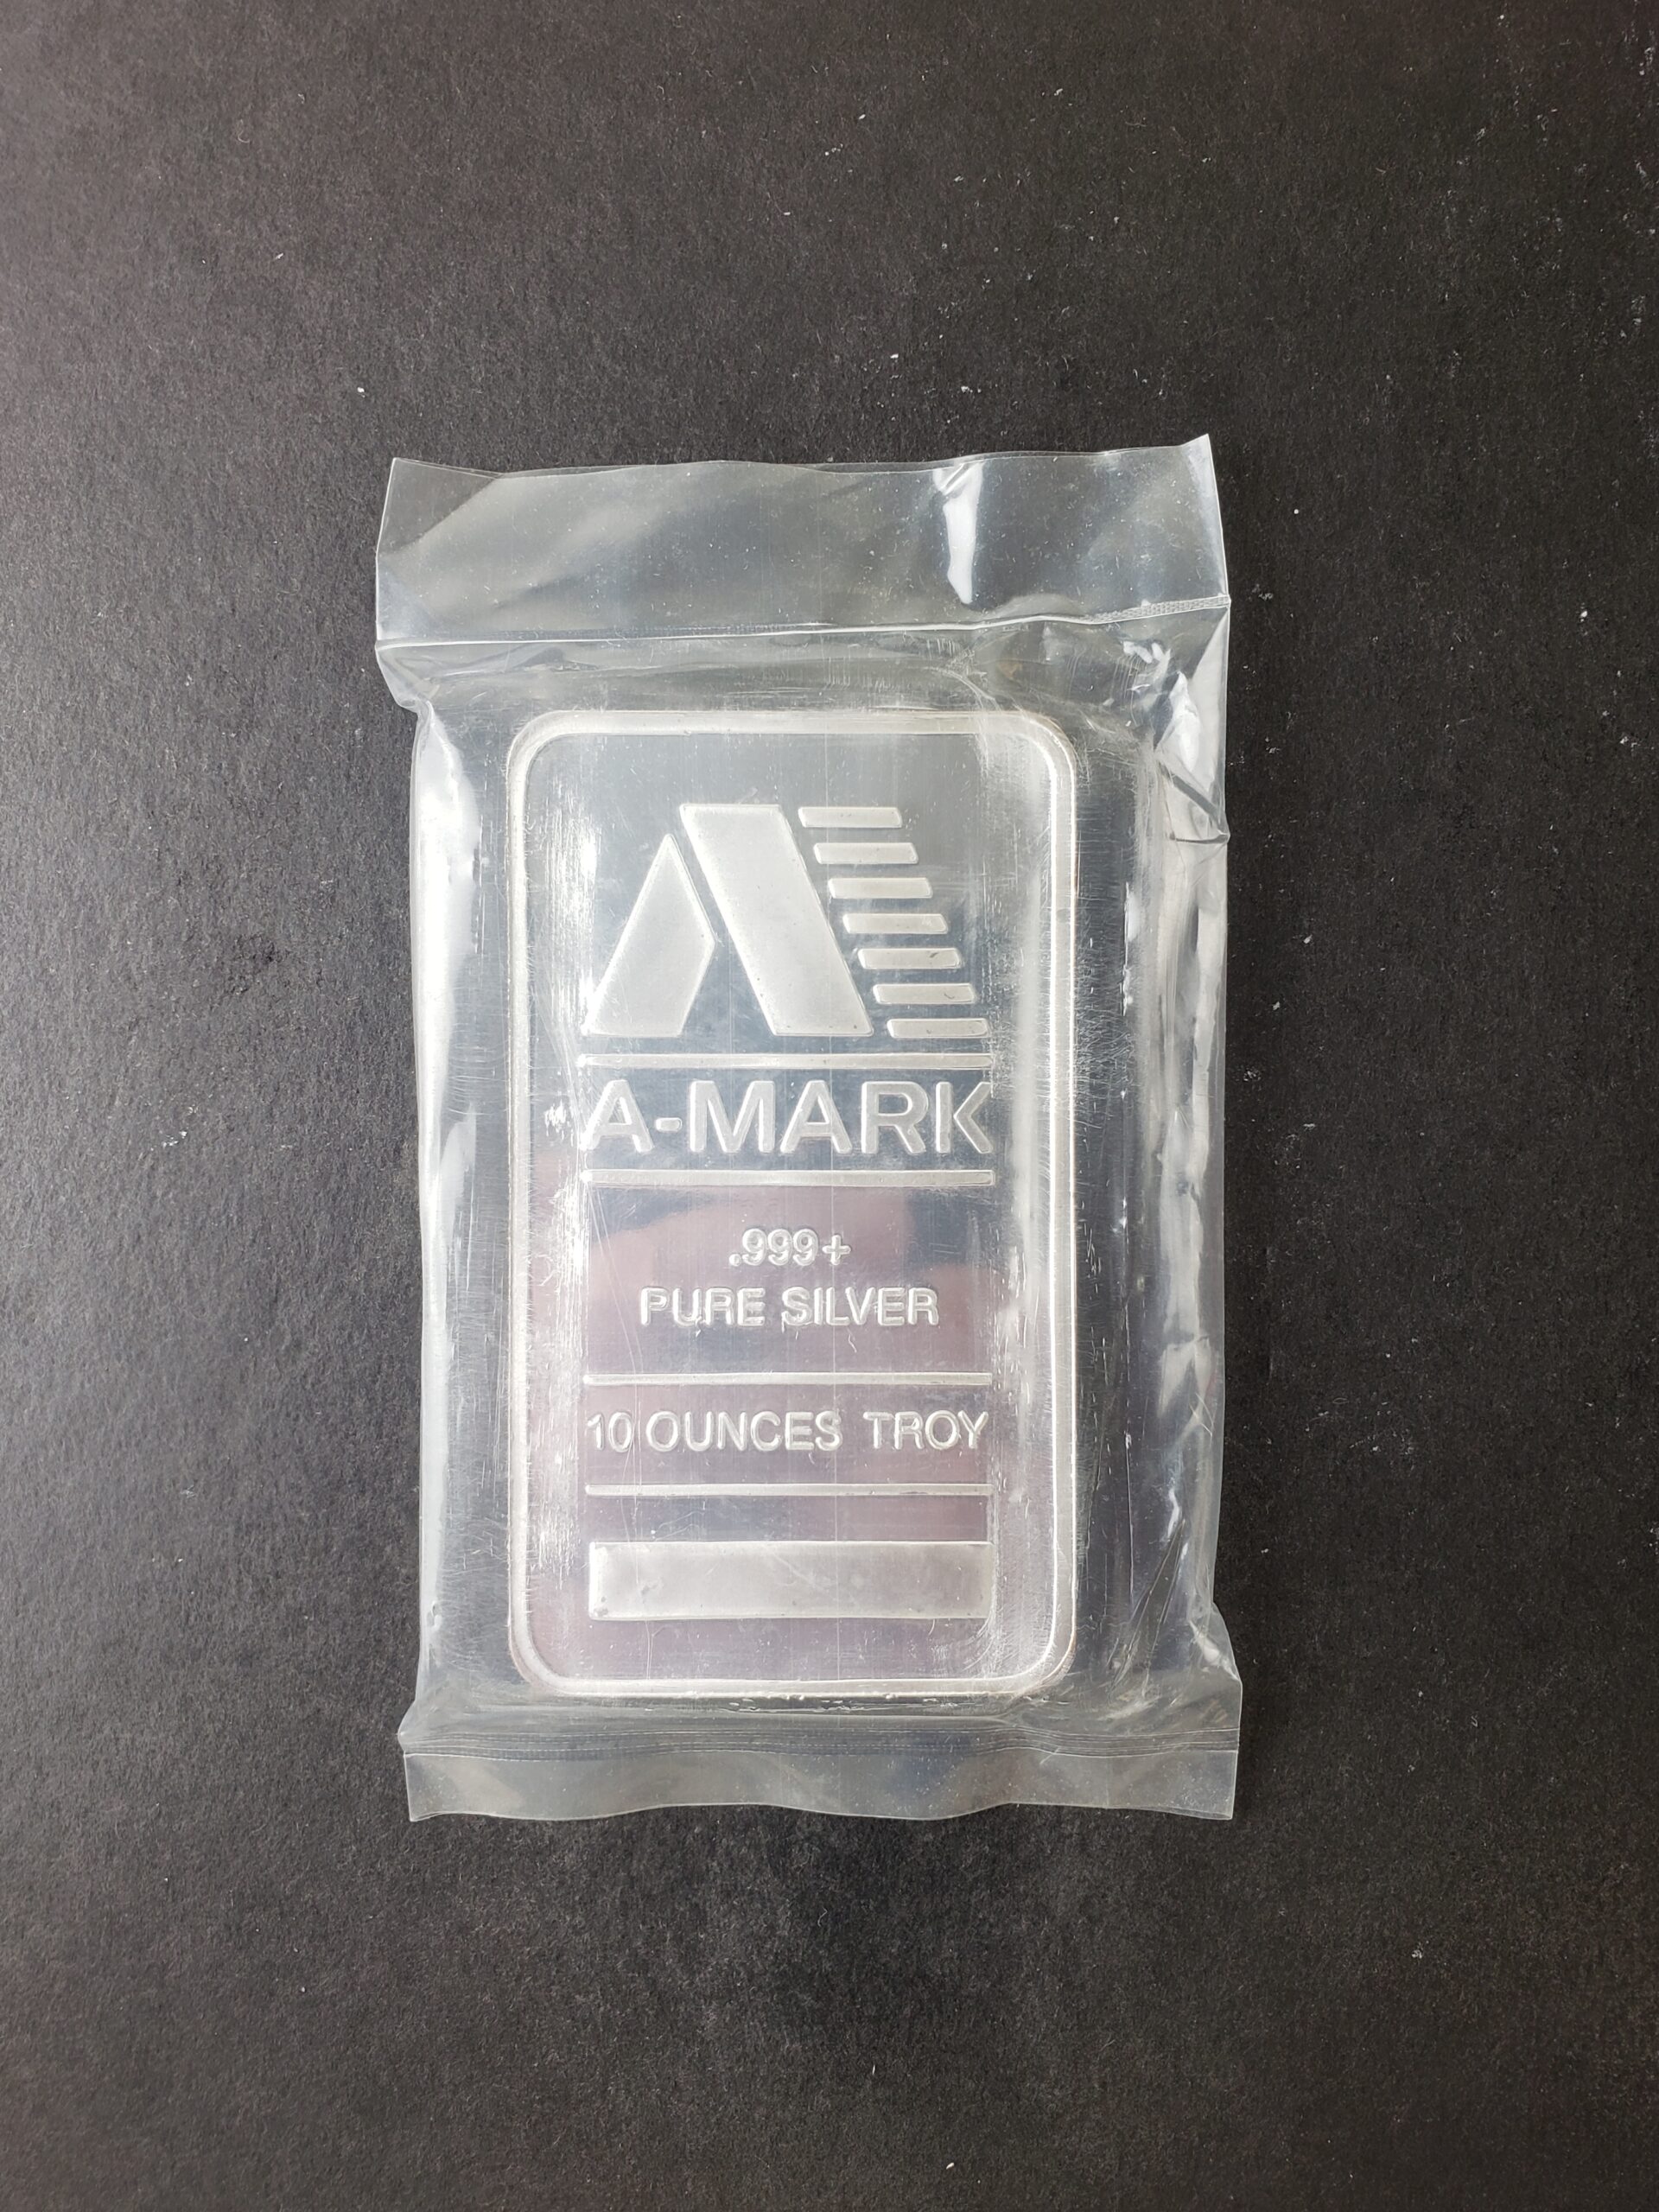 A-MARK
.999+
PURE SILVER
10 OUNCES TROY